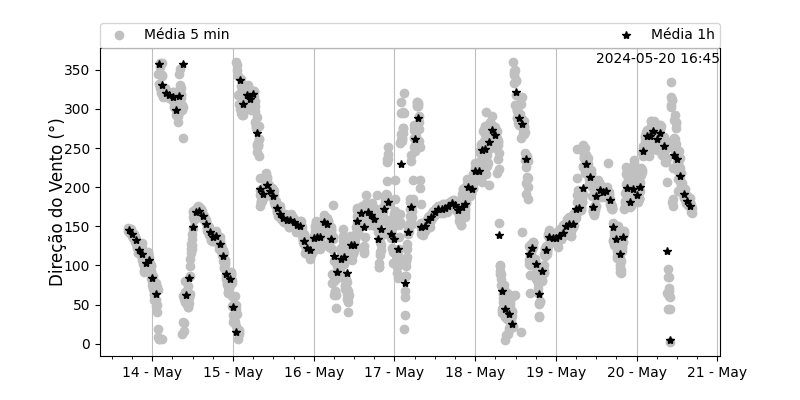 Média 5 min
Média 1h
2024-05-20 16:45
Direção do Vento (°)
350
300
250
200
150
100
50
0
14 - May
15 - May
16 - May
17 - May
18 - May
19 - May
20 - May
21 - May